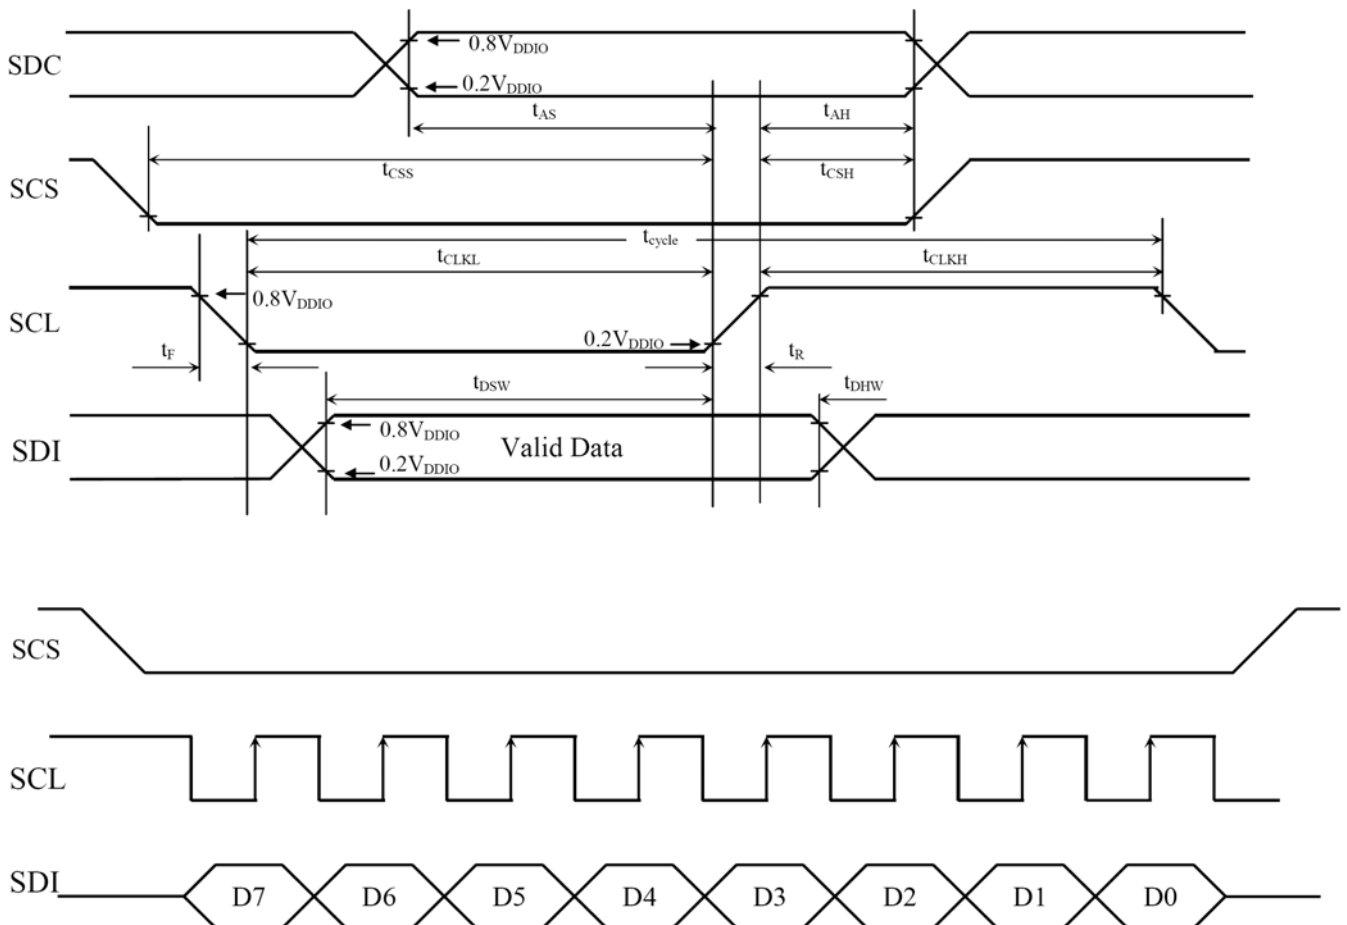 SDC
0.8VDDIO
0.2VDDIO
tAS
tAH
SCS
tCSS
tCSH
tcycle
tCLKL
tCLKH
SCL
0.8VDDIO
0.2VDDIO
tF
tR
tDSW
tDHW
SDI
0.8VDDIO
Valid Data
0.2VDDIO
SCS
SCL
SDI
D7 D6 D5 D4 D3 D2 D1 D0